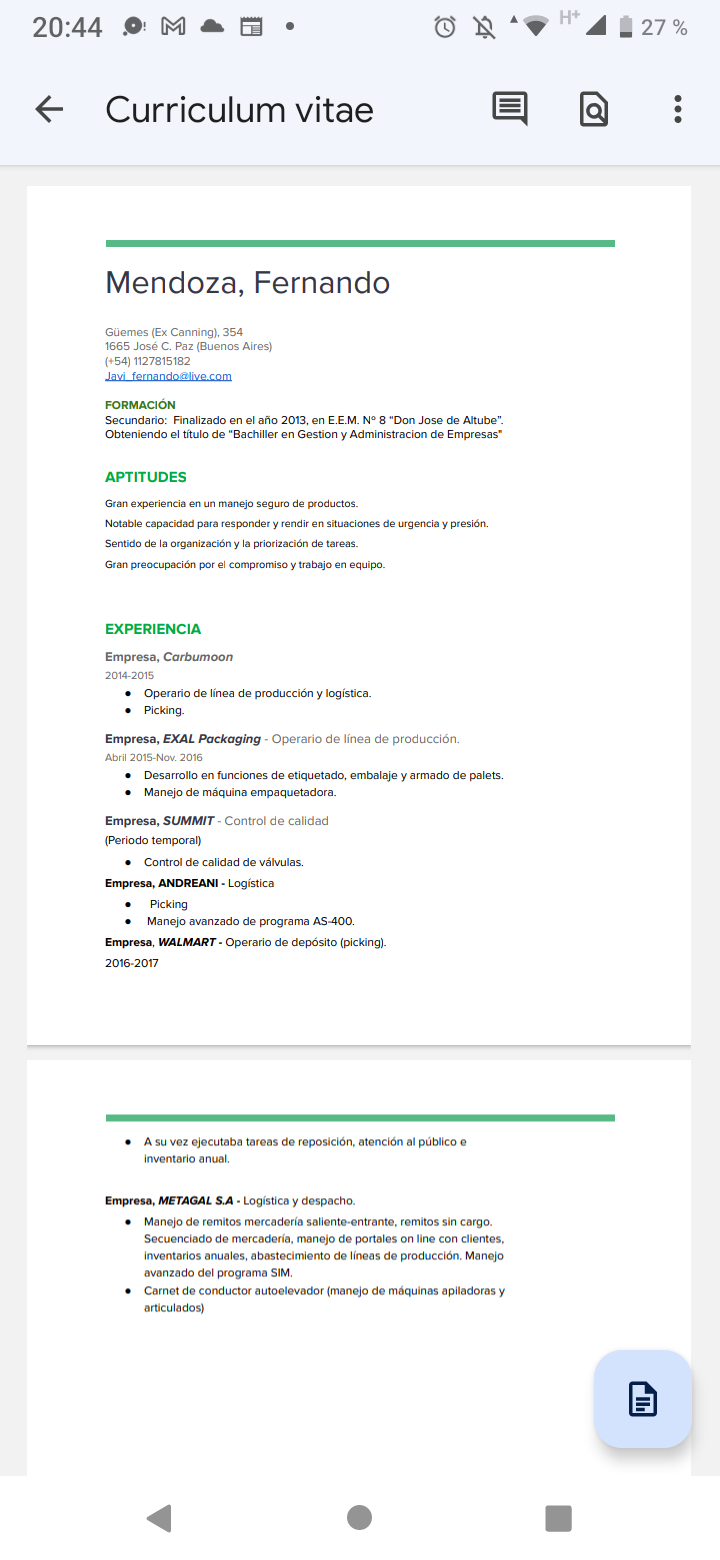 20:44
H+
27 %
Curriculum vitae
Mendoza, Fernando
Güemes (Ex Canning), 354
1665 José C. Paz (Buenos Aires)
(+54) 1127815182
Javi_fernando@live.com
FORMACIÓN
Secundario:  Finalizado en el año 2013, en E.E.M. Nº 8 “Don Jose de Altube”.
Obteniendo el título de “Bachiller en Gestion y Administracion de Empresas"
APTITUDES
Gran experiencia en un manejo seguro de productos.
Notable capacidad para responder y rendir en situaciones de urgencia y presión.
Sentido de la organización y la priorización de tareas.
Gran preocupación por el compromiso y trabajo en equipo.
EXPERIENCIA
Empresa, Carbumoon
2014-2015
● Operario de línea de producción y logística.
● Picking.
Empresa, EXAL Packaging - Operario de línea de producción.
Abril 2015-Nov. 2016
● Desarrollo en funciones de etiquetado, embalaje y armado de palets.
● Manejo de máquina empaquetadora.
Empresa, SUMMIT - Control de calidad
(Periodo temporal)
● Control de calidad de válvulas.
Empresa, ANDREANI - Logística
● Picking
● Manejo avanzado de programa AS-400.
Empresa, WALMART - Operario de depósito (picking).
2016-2017
● A su vez ejecutaba tareas de reposición, atención al público e
inventario anual.
Empresa, METAGAL S.A - Logística y despacho.
● Manejo de remitos mercadería saliente-entrante, remitos sin cargo.
Secuenciado de mercadería, manejo de portales on line con clientes,
inventarios anuales, abastecimiento de líneas de producción. Manejo
avanzado del programa SIM.
● Carnet de conductor autoelevador (manejo de máquinas apiladoras y
articulados)